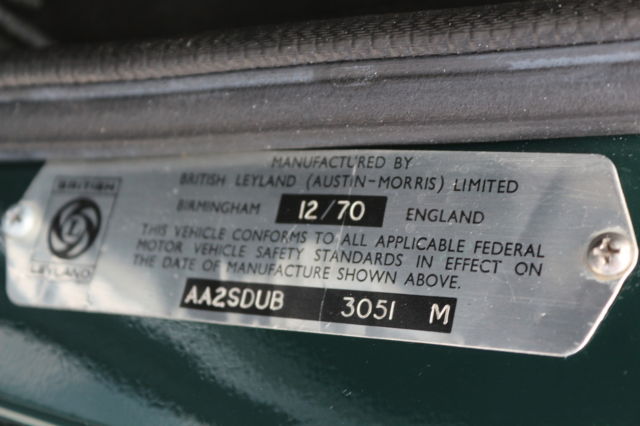 MANUFACTURED BY
BRITISH LEYLAND (AUSTIN-MORRIS) LIMITED
BIRMINGHAM 12/70 ENGLAND
THIS VEHICLE CONFORMS TO ALL APPLICABLE FEDERAL
MOTOR VEHICLE SAFETY STANDARDS IN EFFECT ON
THE DATE OF MANUFACTURE SHOWN ABOVE.
AA2SDUB 3051 M
BRITISH
L
LEYLAND